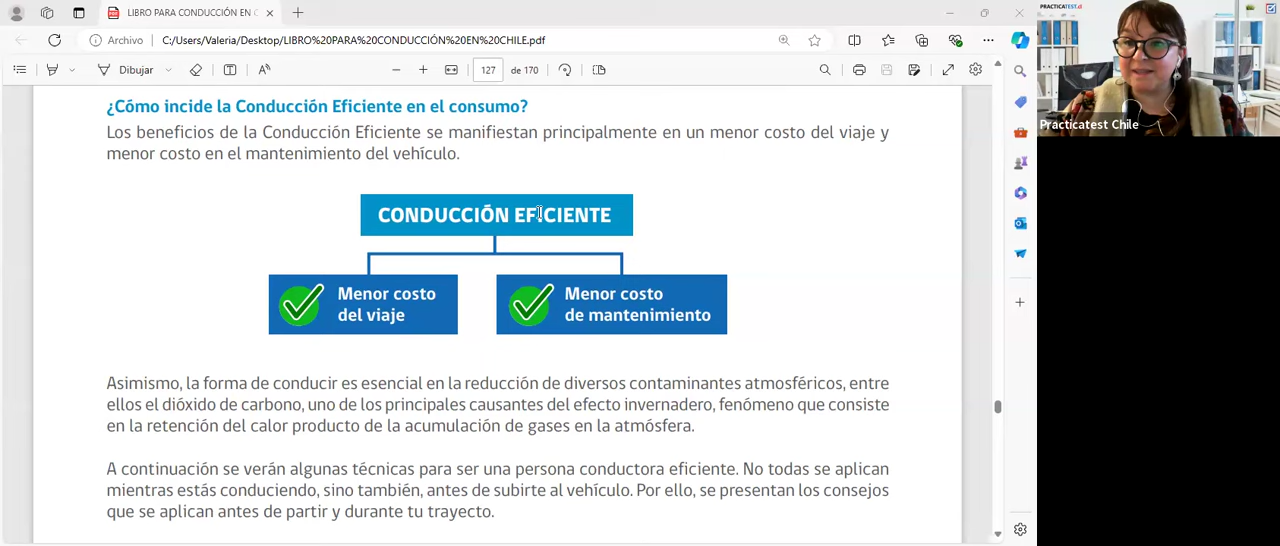 LIBRO PARA CONDUCCIÓN EN C
Archivo
C:/Users/Valeria/Desktop/LIBRO%20PARA%20CONDUCCIÓN%20EN%20CHILE.pdf
Dibujar
127
de 170
¿Cómo incide la Conducción Eficiente en el consumo?
Los beneficios de la Conducción Eficiente se manifiestan principalmente en un menor costo del viaje y
menor costo en el mantenimiento del vehículo.
CONDUCCIÓN EFICIENTE
Menor costo
del viaje
Menor costo
de mantenimiento
Asimismo, la forma de conducir es esencial en la reducción de diversos contaminantes atmosféricos, entre
ellos el dióxido de carbono, uno de los principales causantes del efecto invernadero, fenómeno que consiste
en la retención del calor producto de la acumulación de gases en la atmósfera.
A continuación se verán algunas técnicas para ser una persona conductora eficiente. No todas se aplican
mientras estás conduciendo, sino también, antes de subirte al vehículo. Por ello, se presentan los consejos
que se aplican antes de partir y durante tu trayecto.
PRACTICATEST.cl
Practicatest Chile